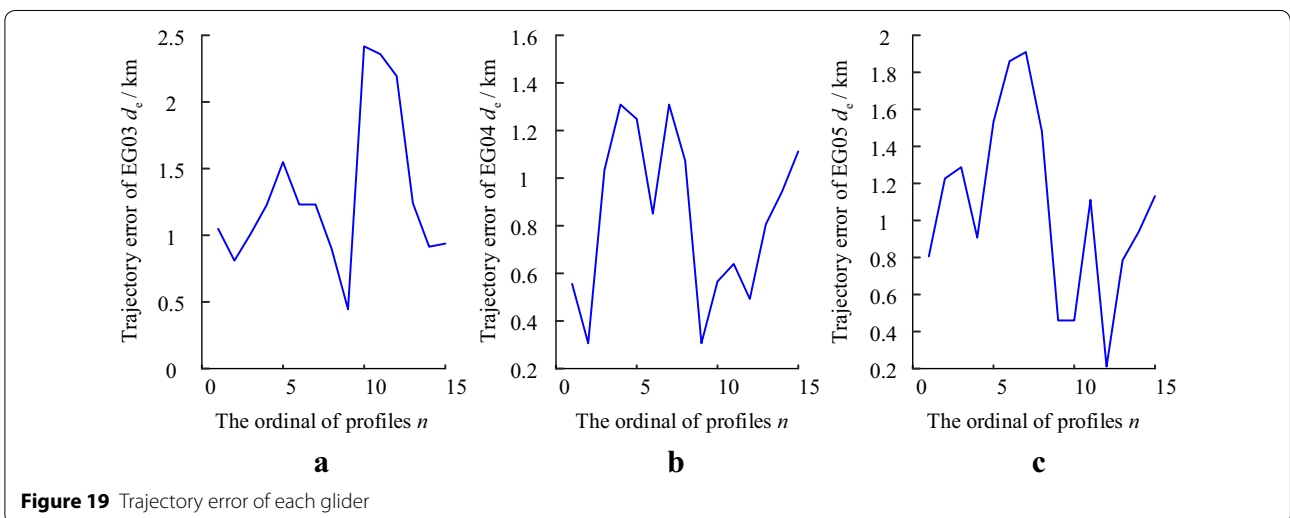 Trajectory error of EG03 dₑ / km
2.5
2
1.5
1
0.5
0
0 5 10 15
The ordinal of profiles n
a
Trajectory error of EG04 dₑ / km
1.6
1.4
1.2
1
0.8
0.6
0.4
0.2
0 5 10 15
The ordinal of profiles n
b
Trajectory error of EG05 dₑ / km
2
1.8
1.6
1.4
1.2
1
0.8
0.6
0.4
0.2
0 5 10 15
The ordinal of profiles n
c
Figure 19 Trajectory error of each glider